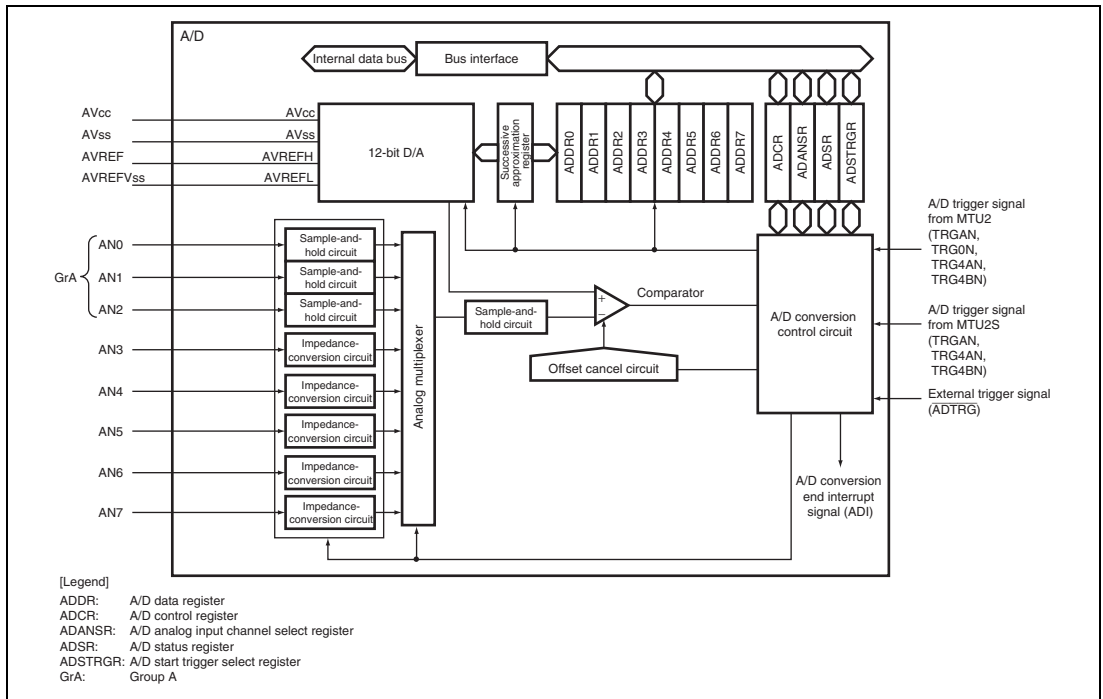 A/D
Internal data bus
Bus interface
AVcc
AVss
AVREF
AVREFVss
AVcc
AVss
AVREFH
AVREFL
12-bit D/A
Successive
approximation
register
ADDR0
ADDR1
ADDR2
ADDR3
ADDR4
ADDR5
ADDR6
ADDR7
ADCR
ADANSR
ADSR
ADSTRGR
GrA
AN0
AN1
AN2
AN3
AN4
AN5
AN6
AN7
Sample-and-
hold circuit
Sample-and-
hold circuit
Sample-and-
hold circuit
Impedance-
conversion circuit
Impedance-
conversion circuit
Impedance-
conversion circuit
Impedance-
conversion circuit
Impedance-
conversion circuit
Analog multiplexer
Sample-and-
hold circuit
+
−
Comparator
Offset cancel circuit
A/D conversion
control circuit
A/D trigger signal
from MTU2
(TRGAN,
TRG0N,
TRG4AN,
TRG4BN)
A/D trigger signal
from MTU2S
(TRGAN,
TRG4AN,
TRG4BN)
External trigger signal
(ADTRG)
A/D conversion
end interrupt
signal (ADI)
[Legend]
ADDR: A/D data register
ADCR: A/D control register
ADANSR: A/D analog input channel select register
ADSR: A/D status register
ADSTRGR: A/D start trigger select register
GrA: Group A